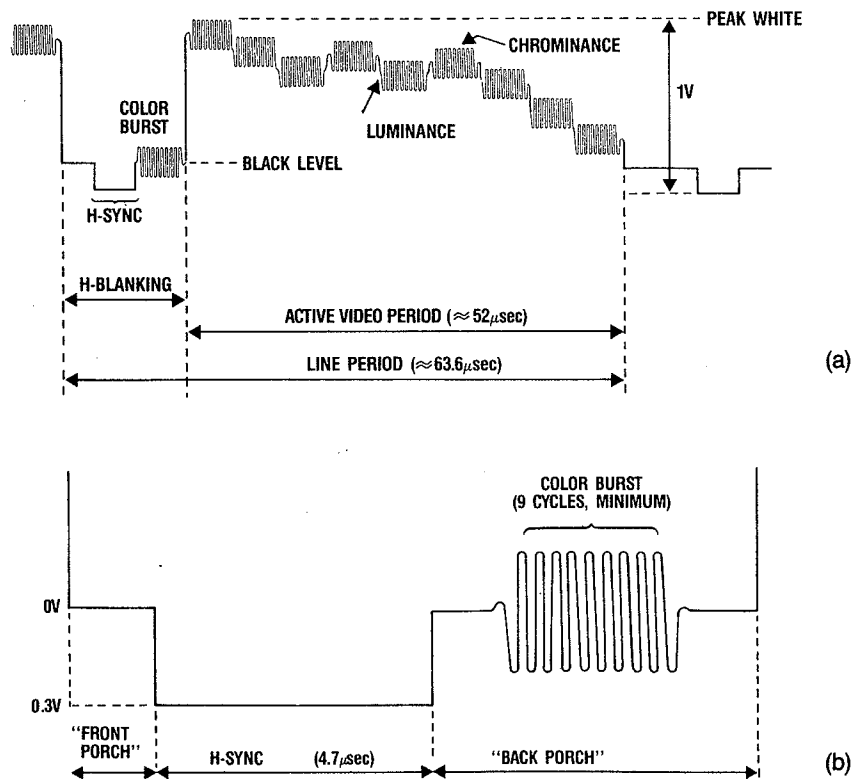 PEAK WHITE
CHROMINANCE
1V
COLOR
BURST
LUMINANCE
BLACK LEVEL
H-SYNC
H-BLANKING
ACTIVE VIDEO PERIOD (≈52μsec)
LINE PERIOD (≈63.6μsec)
(a)
COLOR BURST
(9 CYCLES, MINIMUM)
0V
0.3V
"FRONT
PORCH"
H-SYNC (4.7μsec)
"BACK PORCH"
(b)